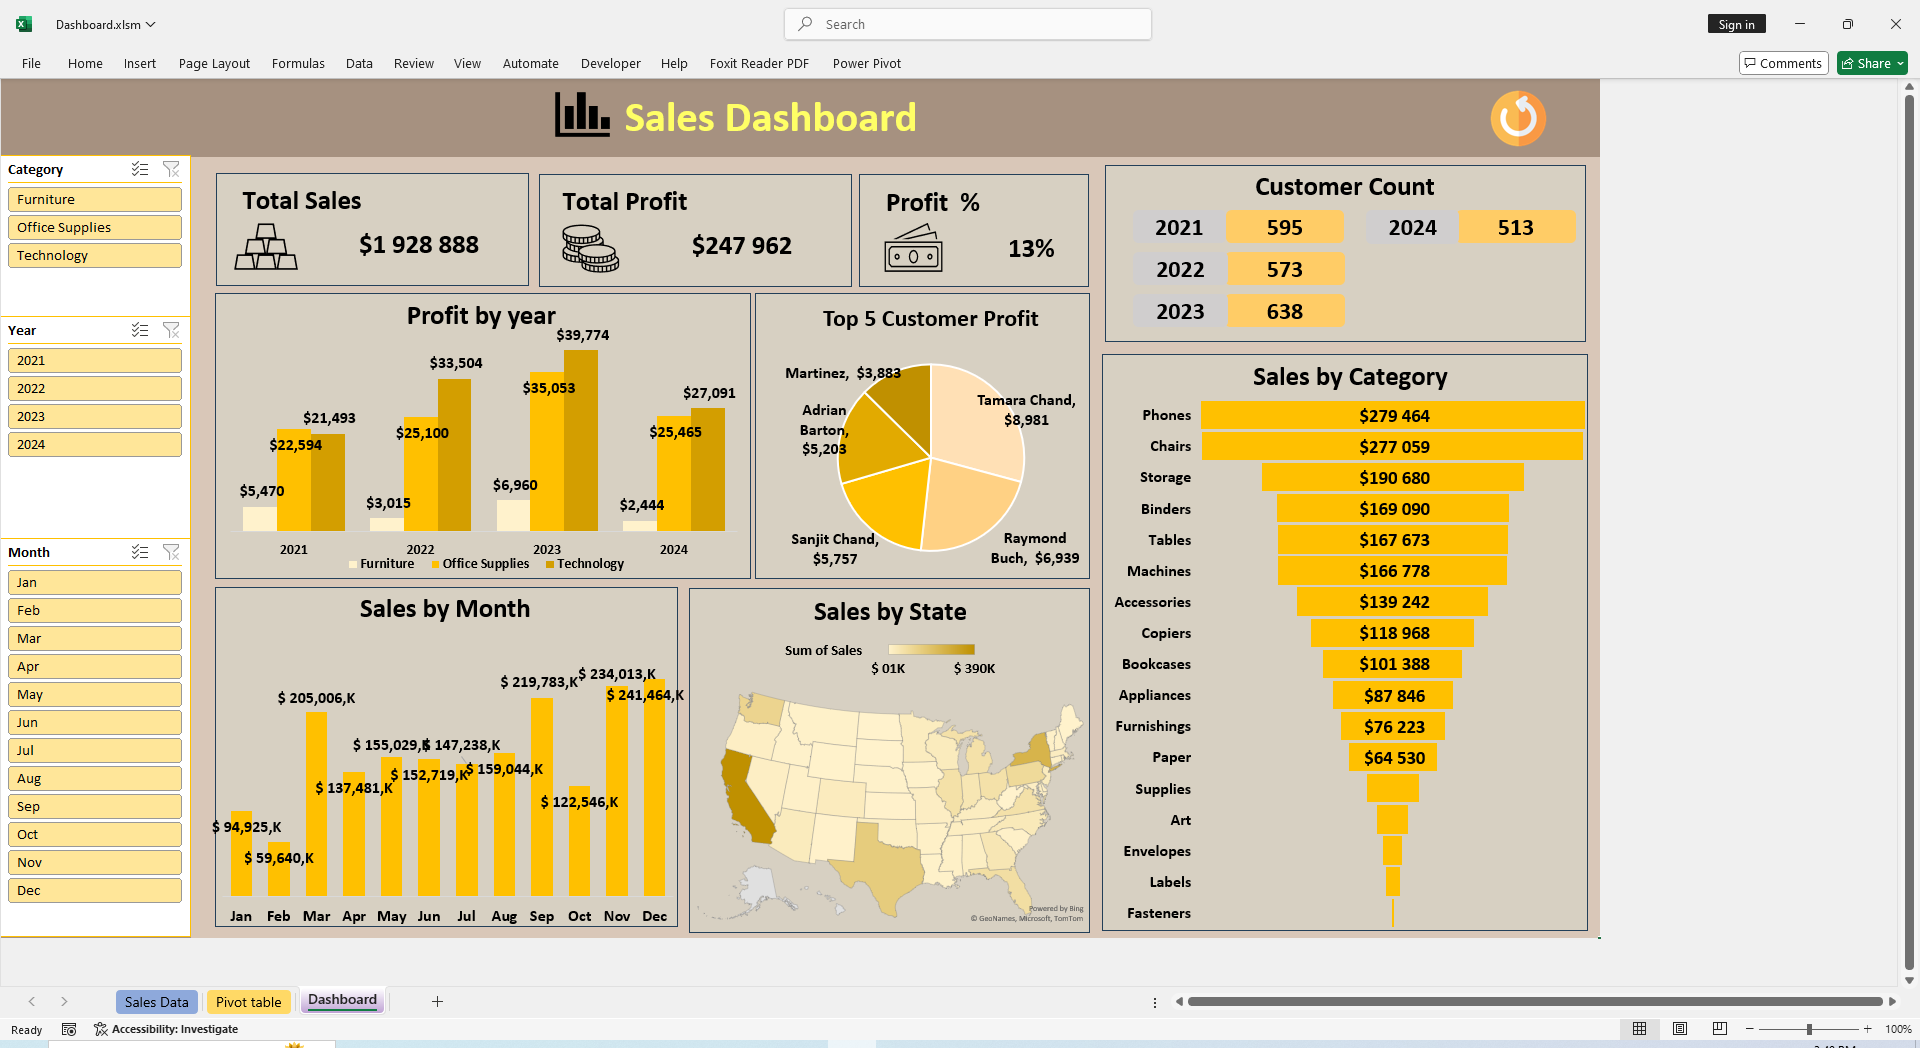 Dashboard.xlsm
Search
Sign in
File Home Insert Page Layout Formulas Data Review View Automate Developer Help Foxit Reader PDF Power Pivot
Comments Share
Sales Dashboard
Category
Furniture
Office Supplies
Technology
Year
2021
2022
2023
2024
Month
Jan
Feb
Mar
Apr
May
Jun
Jul
Aug
Sep
Oct
Nov
Dec
Total Sales
$1 928 888
Total Profit
$247 962
Profit %
13%
Customer Count
2021 595 2024 513
2022 573
2023 638
Profit by year
$39,774
$33,504
$35,053
$27,091
$21,493
$25,100
$25,465
$22,594
$5,470
$6,960
$3,015
$2,444
2021 2022 2023 2024
Furniture Office Supplies Technology
Top 5 Customer Profit
Martinez, $3,883
Tamara Chand,
$8,981
Adrian
Barton,
$5,203
Sanjit Chand,
$5,757
Raymond
Buch, $6,939
Sales by Category
Phones $279 464
Chairs $277 059
Storage $190 680
Binders $169 090
Tables $167 673
Machines $166 778
Accessories $139 242
Copiers $118 968
Bookcases $101 388
Appliances $87 846
Furnishings $76 223
Paper $64 530
Supplies
Art
Envelopes
Labels
Fasteners
Sales by Month
$ 94,925,K
$ 59,640,K
$ 205,006,K
$ 137,481,K
$ 155,029,K
$ 152,719,K
$ 147,238,K
$ 159,044,K
$ 219,783,K
$ 122,546,K
$ 234,013,K
$ 241,464,K
Jan Feb Mar Apr May Jun Jul Aug Sep Oct Nov Dec
Sales by State
Sum of Sales
$ 01K $ 390K
Powered by Bing
© GeoNames, Microsoft, TomTom
Sales Data Pivot table Dashboard
Ready Accessibility: Investigate 100%